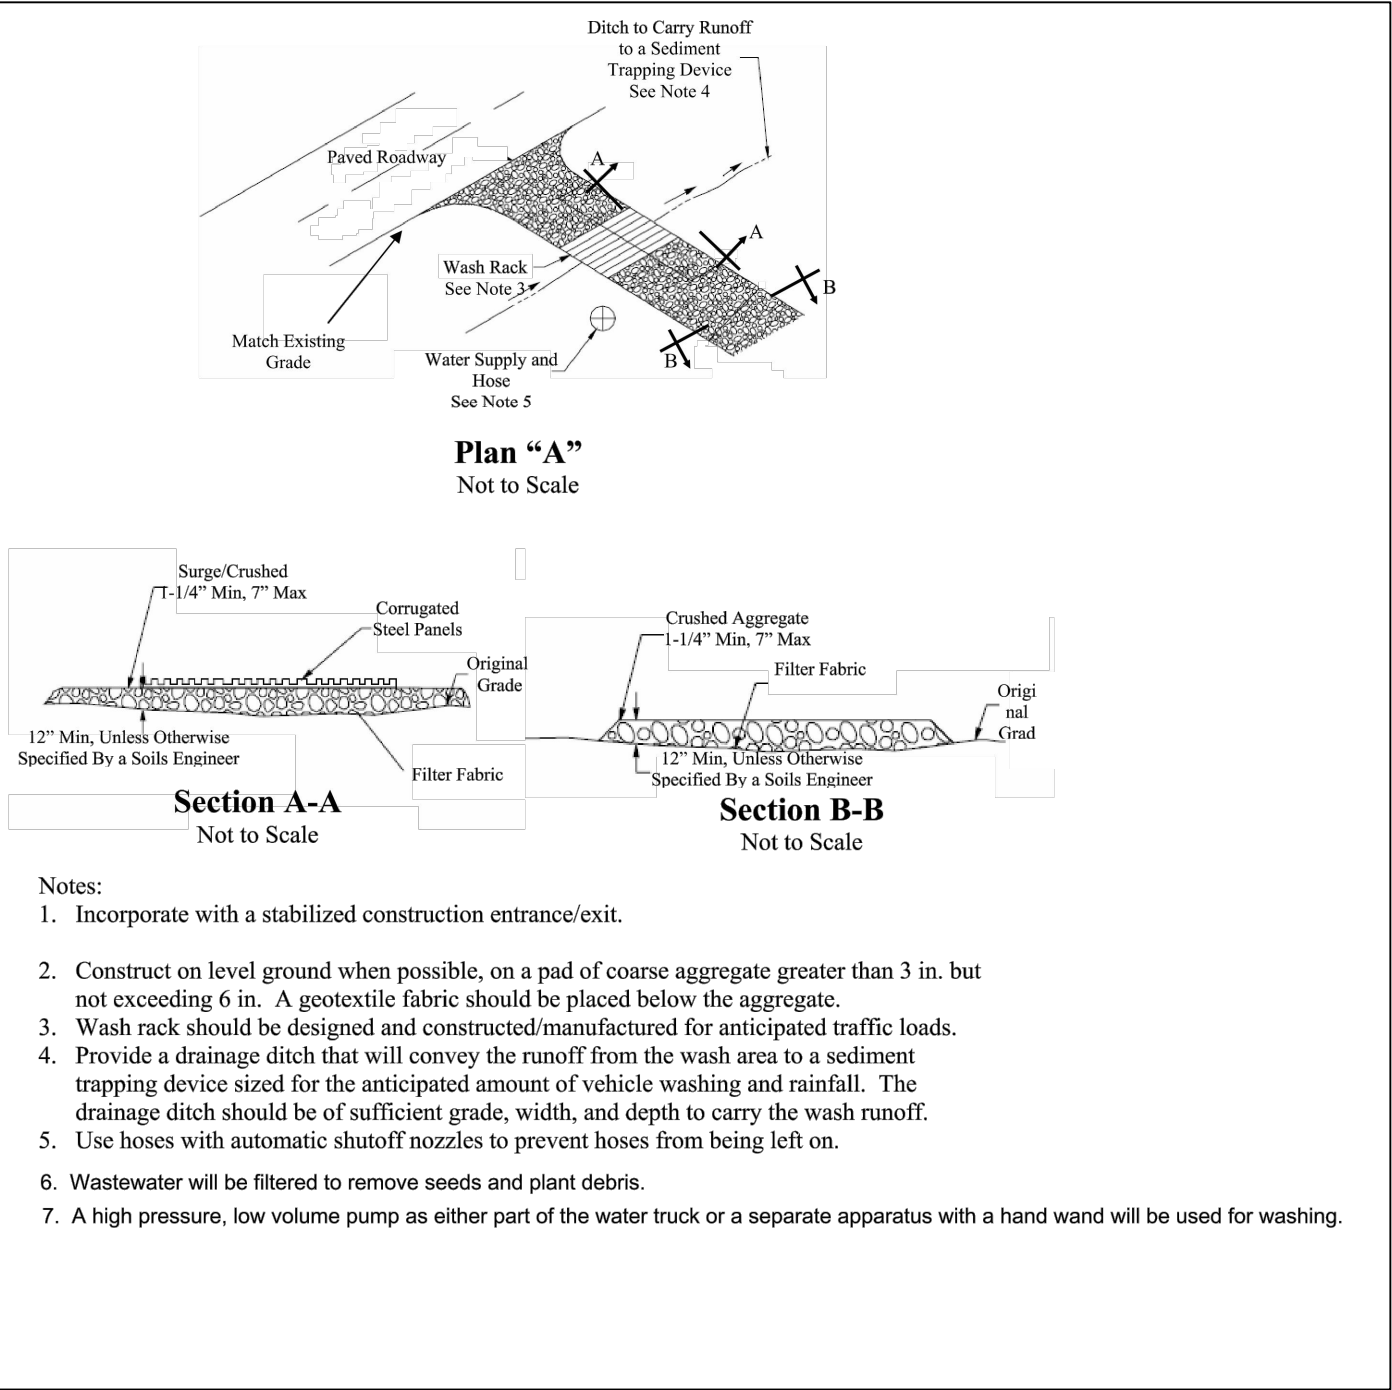 Ditch to Carry Runoff
to a Sediment
Trapping Device
See Note 4
Paved Roadway
A
A
Wash Rack
See Note 3
B
Match Existing
Grade
Water Supply and
Hose
See Note 5
B
Plan “A”
Not to Scale
Surge/Crushed
1-1/4” Min, 7” Max
Corrugated
Steel Panels
Original
Grade
12” Min, Unless Otherwise
Specified By a Soils Engineer
Filter Fabric
Section A-A
Not to Scale
Crushed Aggregate
1-1/4” Min, 7” Max
Filter Fabric
Origi
nal
Grad
12” Min, Unless Otherwise
Specified By a Soils Engineer
Section B-B
Not to Scale
Notes:
1. Incorporate with a stabilized construction entrance/exit.
2. Construct on level ground when possible, on a pad of coarse aggregate greater than 3 in. but
not exceeding 6 in. A geotextile fabric should be placed below the aggregate.
3. Wash rack should be designed and constructed/manufactured for anticipated traffic loads.
4. Provide a drainage ditch that will convey the runoff from the wash area to a sediment
trapping device sized for the anticipated amount of vehicle washing and rainfall. The
drainage ditch should be of sufficient grade, width, and depth to carry the wash runoff.
5. Use hoses with automatic shutoff nozzles to prevent hoses from being left on.
6. Wastewater will be filtered to remove seeds and plant debris.
7. A high pressure, low volume pump as either part of the water truck or a separate apparatus with a hand wand will be used for washing.